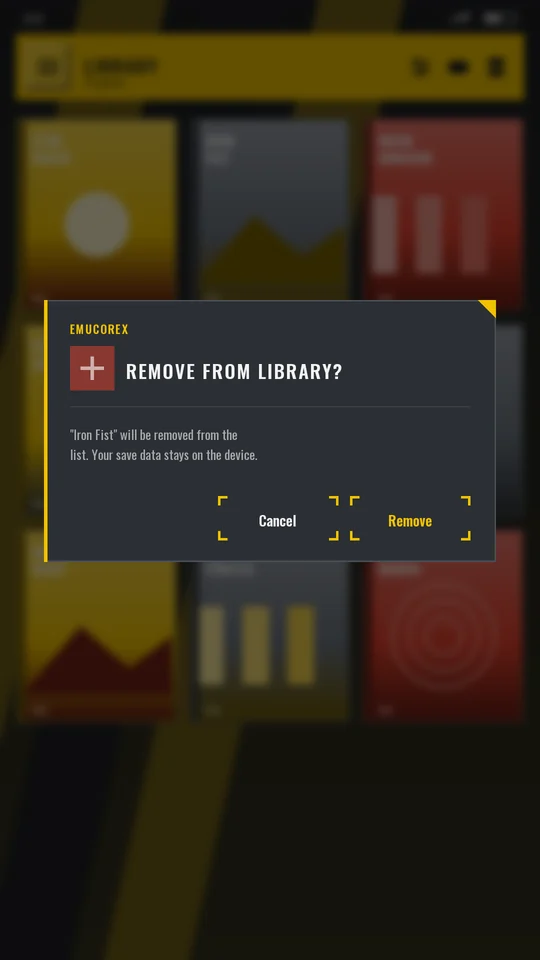 LIBRARY
EMUCOREX
REMOVE FROM LIBRARY?
"Iron Fist" will be removed from the
list. Your save data stays on the device.
Cancel
Remove